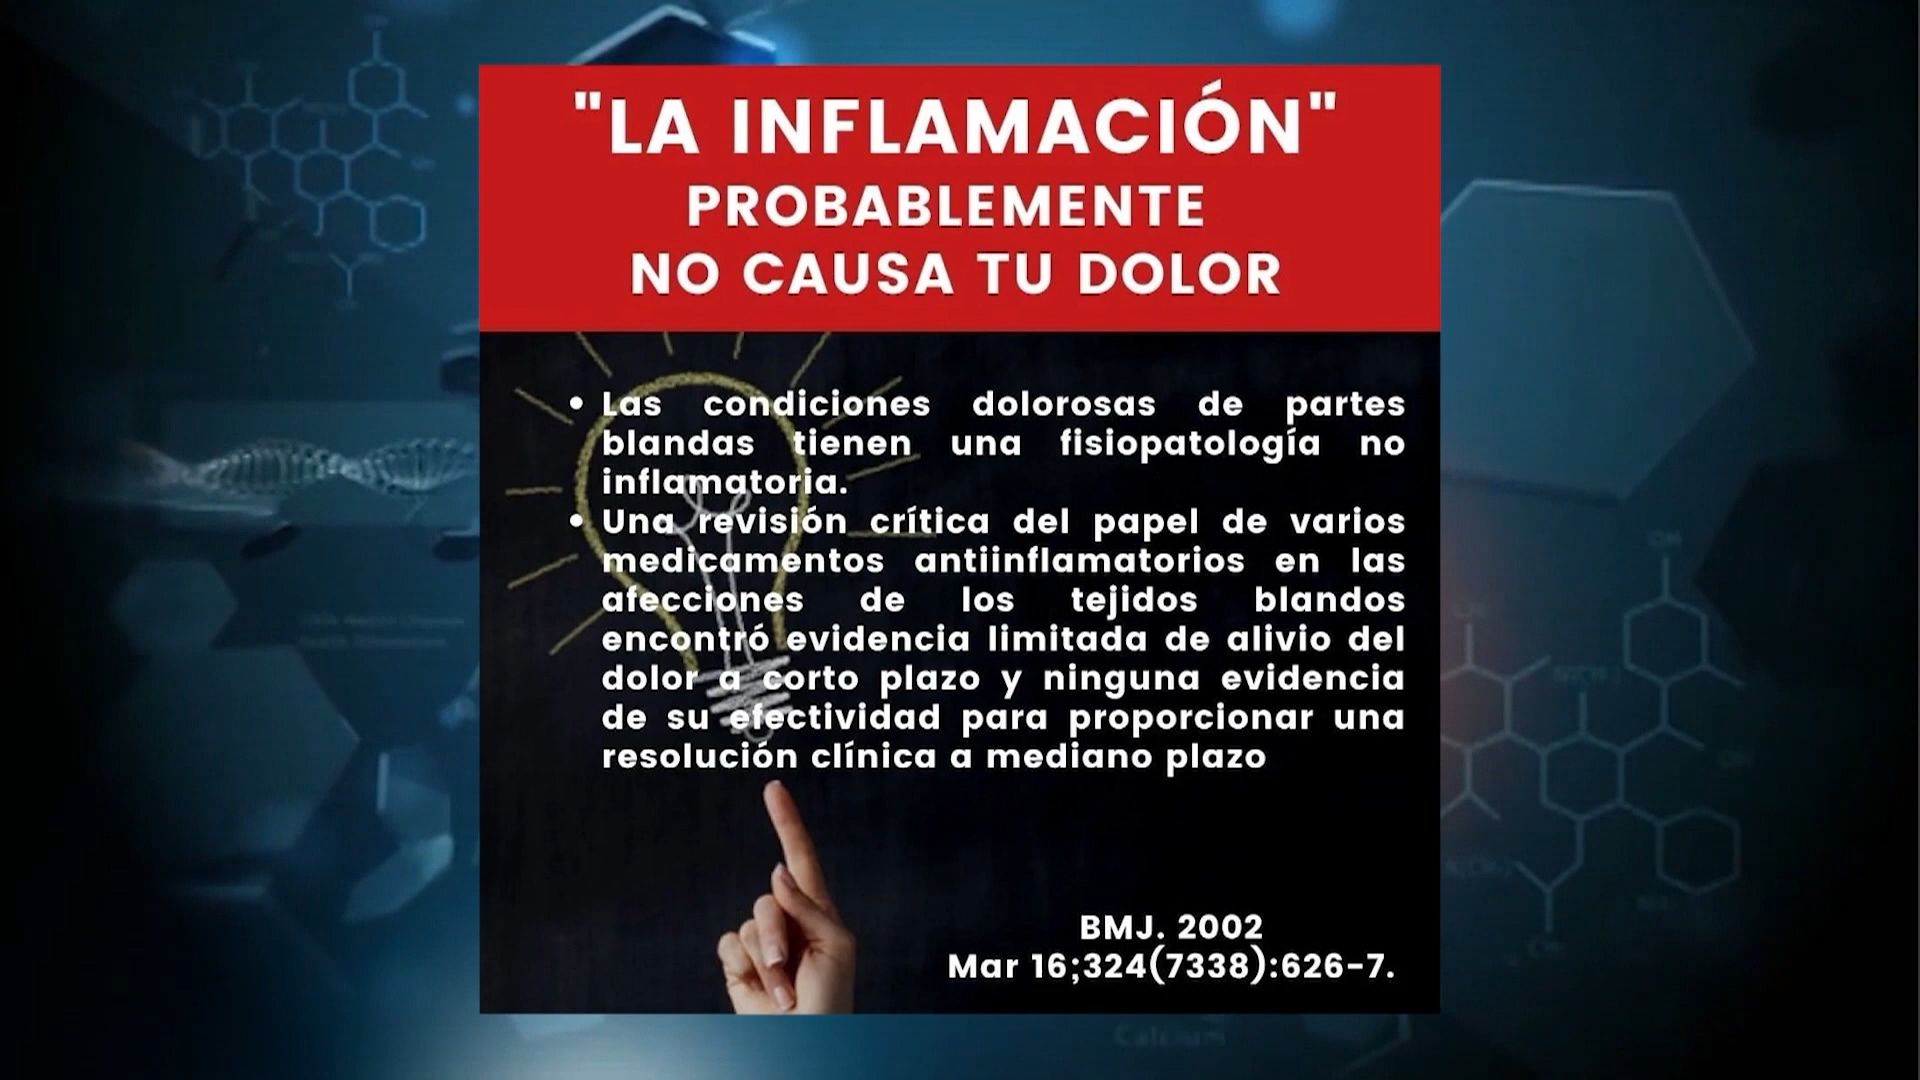 "LA INFLAMACIÓN"
PROBABLEMENTE
NO CAUSA TU DOLOR
• Las condiciones dolorosas de partes
blandas tienen una fisiopatología no
inflamatoria.
• Una revisión crítica del papel de varios
medicamentos antiinflamatorios en las
afecciones de los tejidos blandos
encontró evidencia limitada de alivio del
dolor a corto plazo y ninguna evidencia
de su efectividad para proporcionar una
resolución clínica a mediano plazo
BMJ. 2002
Mar 16;324(7338):626-7.
Calcium